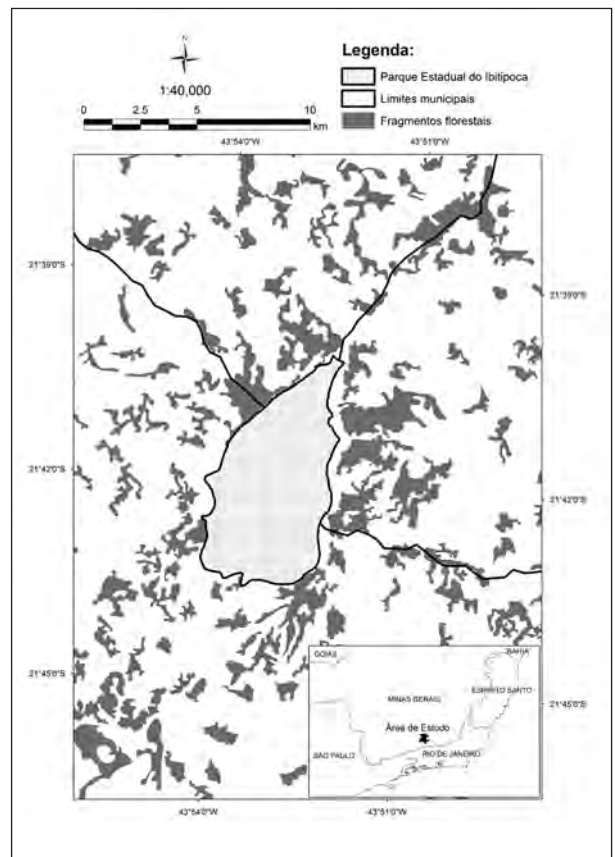 Legenda:
Parque Estadual do Ibitipoca
Limites municipais
Fragmentos florestais
N
1:40,000
0 2.5 5 10
km
43°54'0"W 43°51'0"W
21°39'0"S
21°39'0"S
21°42'0"S
21°42'0"S
21°45'0"S
21°45'0"S
GOIÁS
BAHIA
MINAS GERAIS
ESPÍRITO SANTO
Área de Estudo
SÃO PAULO
RIO DE JANEIRO
43°54'0"W 43°51'0"W